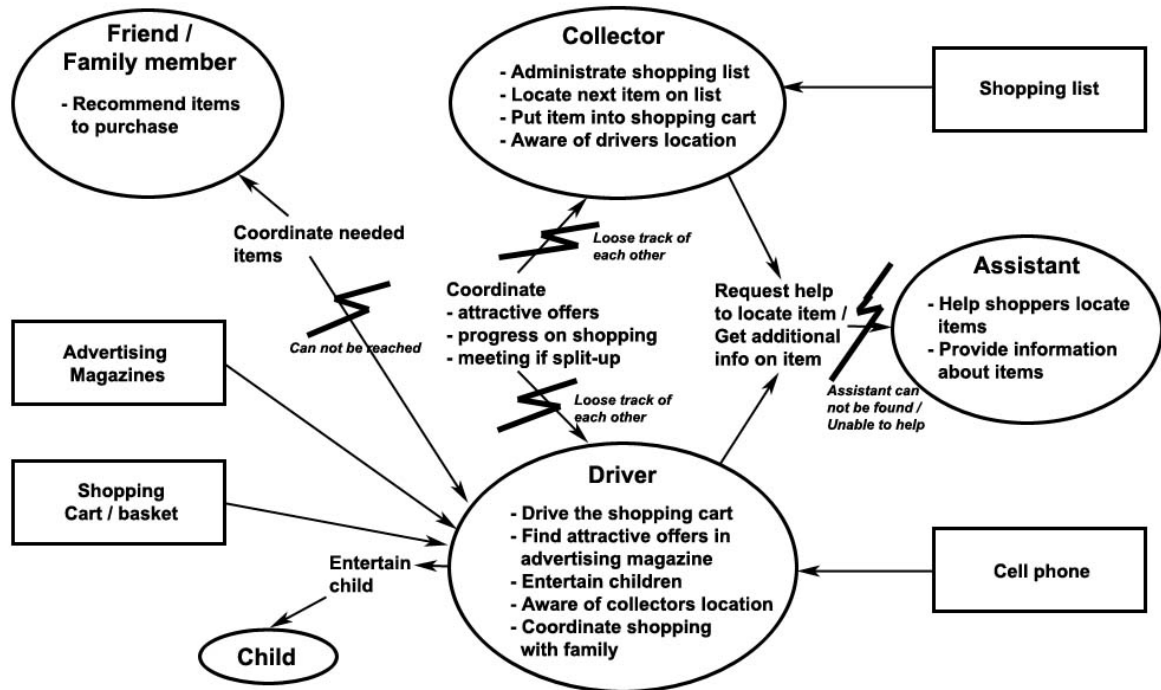 Friend /
Family member
- Recommend items
to purchase
Collector
- Administrate shopping list
- Locate next item on list
- Put item into shopping cart
- Aware of drivers location
Shopping list
Coordinate needed
items
Can not be reached
Loose track of
each other
Coordinate
- attractive offers
- progress on shopping
- meeting if split-up
Loose track of
each other
Request help
to locate item /
Get additional
info on item
Assistant can
not be found /
Unable to help
Assistant
- Help shoppers locate
items
- Provide information
about items
Advertising
Magazines
Shopping
Cart / basket
Driver
- Drive the shopping cart
- Find attractive offers in
advertising magazine
- Entertain children
- Aware of collectors location
- Coordinate shopping
with family
Cell phone
Entertain
child
Child